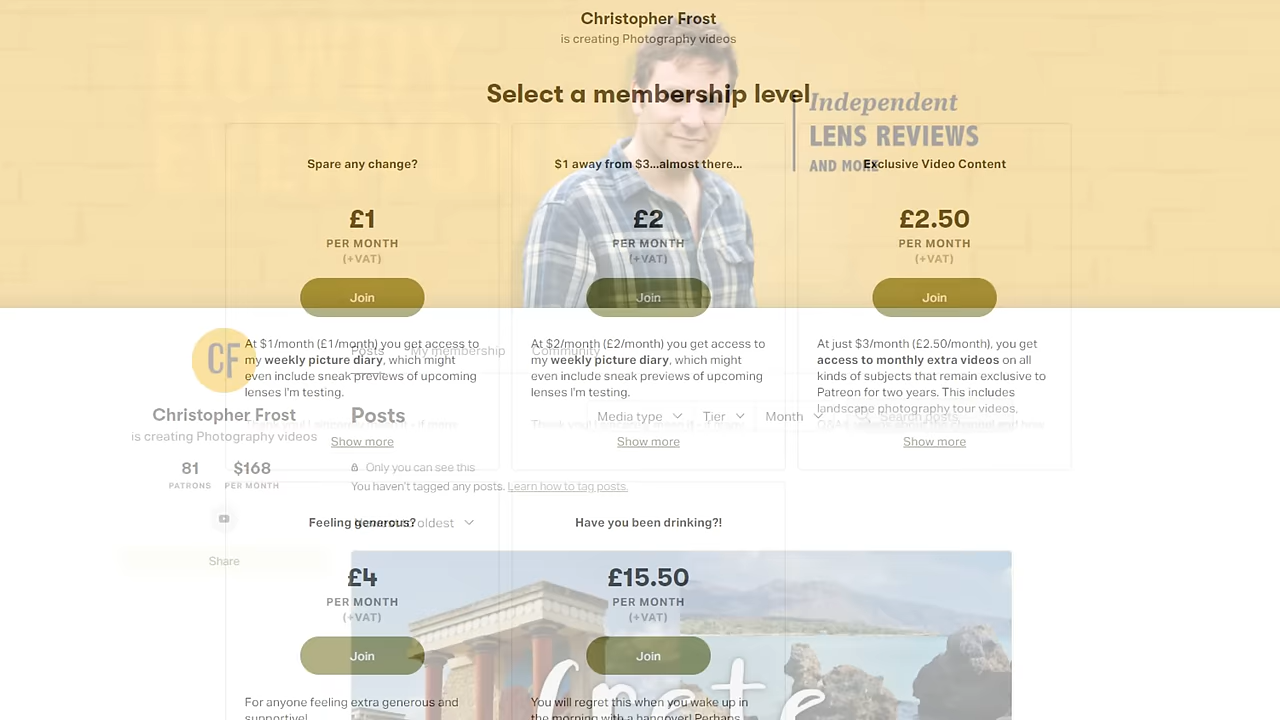 Christopher Frost
is creating Photography videos
Select a membership level
Independent
LENS REVIEWS
AND MORE
Spare any change?
£1
PER MONTH
(+VAT)
Join
At $1/month (£1/month) you get access to
my weekly picture diary, which might
even include sneak previews of upcoming
lenses I'm testing.
Show more
$1 away from $3...almost there...
£2
PER MONTH
(+VAT)
Join
At $2/month (£2/month) you get access to
my weekly picture diary, which might
even include sneak previews of upcoming
lenses I'm testing.
Show more
Exclusive Video Content
£2.50
PER MONTH
(+VAT)
Join
At just $3/month (£2.50/month), you get
access to monthly extra videos on all
kinds of subjects that remain exclusive to
Patreon for two years. This includes
landscape photography tour videos,
Show more
CF
Christopher Frost
is creating Photography videos
81
PATRONS
$168
PER MONTH
Share
Posts
My membership
Community
Posts
Media type
Tier
Month
Search posts
Only you can see this
You haven't tagged any posts. Learn how to tag posts.
oldest
Feeling generous?
£4
PER MONTH
(+VAT)
Join
For anyone feeling extra generous and
supportive!
Have you been drinking?!
£15.50
PER MONTH
(+VAT)
Join
You will regret this when you wake up in
the morning with a hangover! Perhaps
Crete